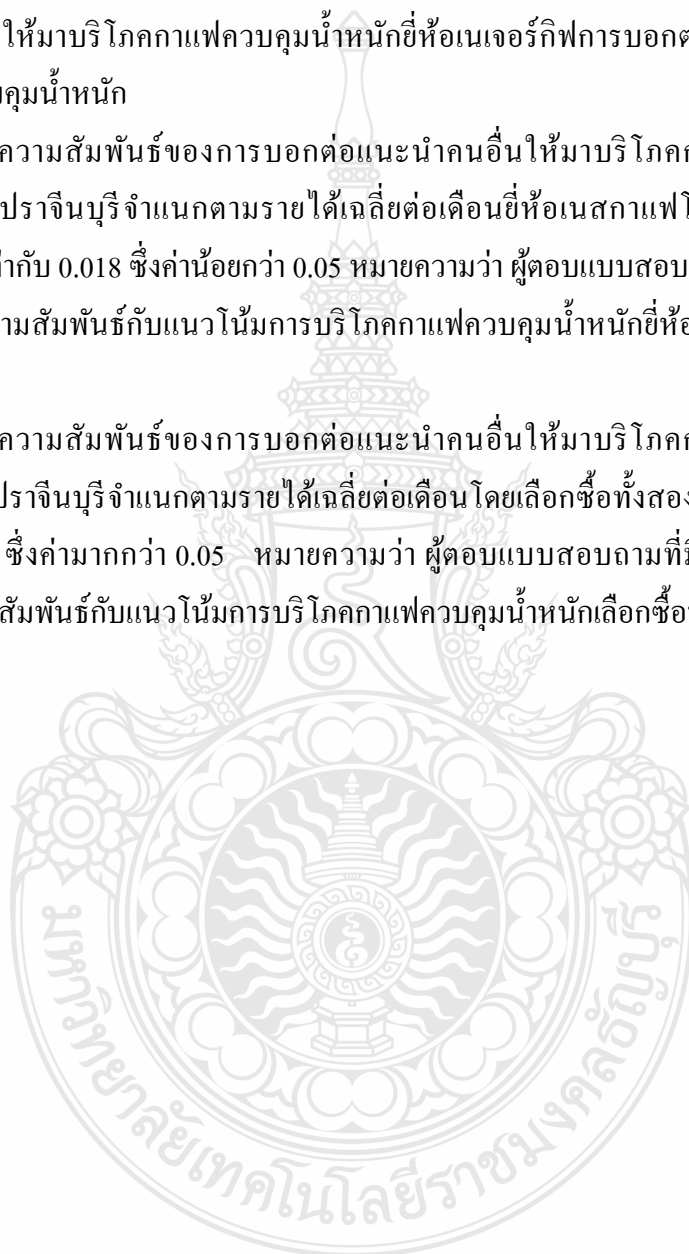 ให้มาบริโภคกาแฟควบคุมน้ำหนักยี่ห้อเนเจอร์กิฟการบอกต
คุมน้ำหนัก
ความสัมพันธ์ของการบอกต่อแนะนำคนอื่นให้มาบริโภคก
ปราจีนบุรีจำแนกตามรายได้เฉลี่ยต่อเดือนยี่ห้อเนสกาแฟโ
ากับ 0.018 ซึ่งค่าน้อยกว่า 0.05 หมายความว่า ผู้ตอบแบบสอบ
ามสัมพันธ์กับแนวโน้มการบริโภคกาแฟควบคุมน้ำหนักยี่ห้อ
ความสัมพันธ์ของการบอกต่อแนะนำคนอื่นให้มาบริโภคก
ปราจีนบุรีจำแนกตามรายได้เฉลี่ยต่อเดือนโดยเลือกซื้อทั้งสอง
ซึ่งค่ามากกว่า 0.05 หมายความว่า ผู้ตอบแบบสอบถามที่มี
สัมพันธ์กับแนวโน้มการบริโภคกาแฟควบคุมน้ำหนักเลือกซื้อ
มหาวิทยาลัยเทคโนโลยีราชมงคลธัญบุรี